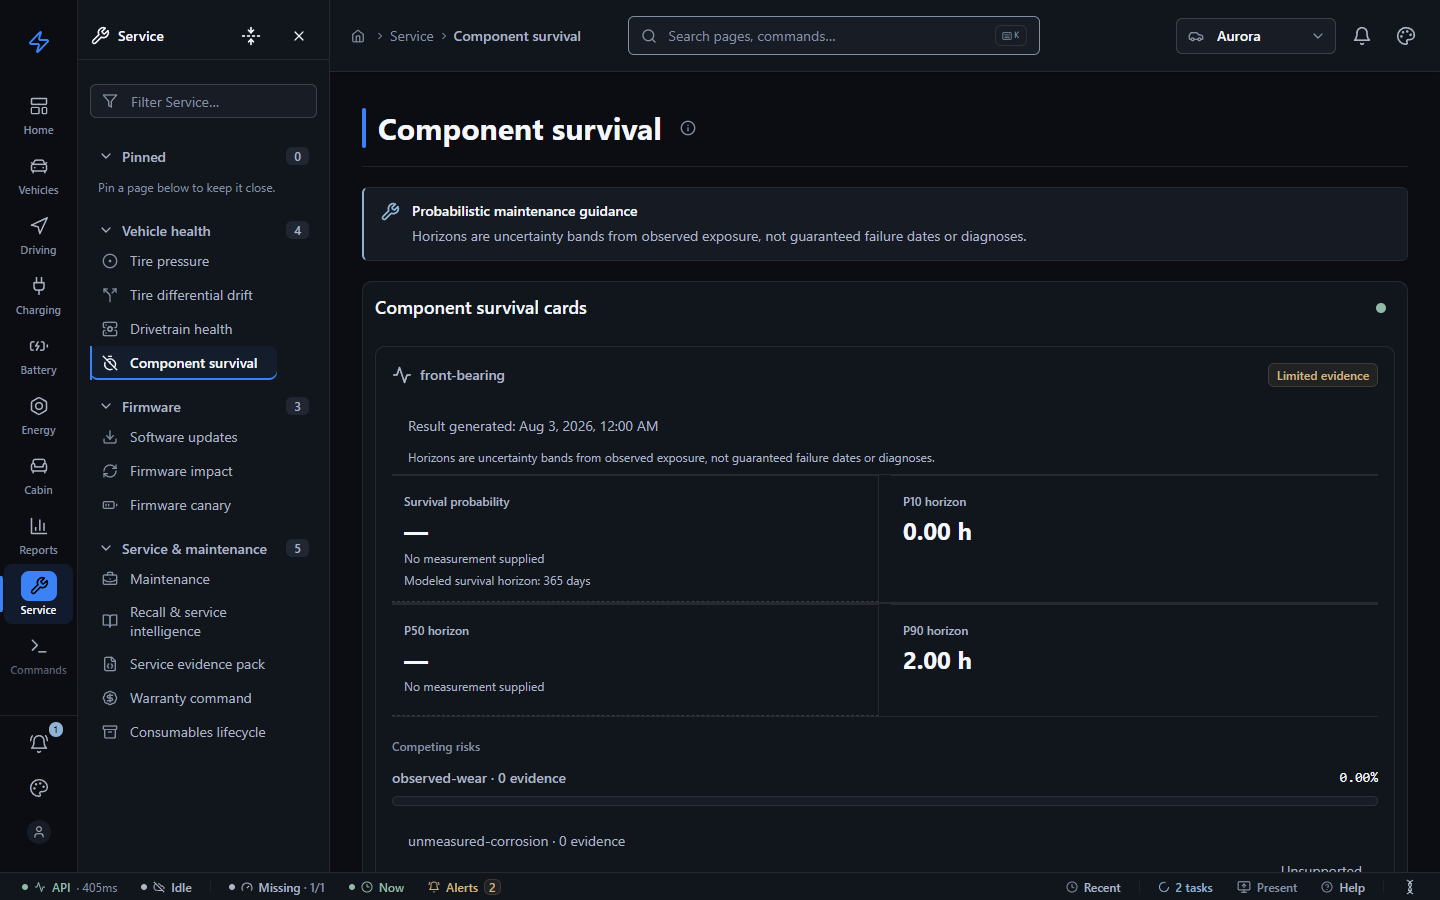 Service
Service
Component survival
Search pages, commands...
K
Aurora
Home
Vehicles
Driving
Charging
Battery
Energy
Cabin
Reports
Service
Commands
1
Filter Service...
Pinned
0
Pin a page below to keep it close.
Vehicle health
4
Tire pressure
Tire differential drift
Drivetrain health
Component survival
Firmware
3
Software updates
Firmware impact
Firmware canary
Service & maintenance
5
Maintenance
Recall & service
intelligence
Service evidence pack
Warranty command
Consumables lifecycle
Component survival
Probabilistic maintenance guidance
Horizons are uncertainty bands from observed exposure, not guaranteed failure dates or diagnoses.
Component survival cards
front-bearing
Limited evidence
Result generated: Aug 3, 2026, 12:00 AM
Horizons are uncertainty bands from observed exposure, not guaranteed failure dates or diagnoses.
Survival probability
—
No measurement supplied
Modeled survival horizon: 365 days
P10 horizon
0.00 h
P50 horizon
—
No measurement supplied
P90 horizon
2.00 h
Competing risks
observed-wear · 0 evidence
0.00%
unmeasured-corrosion · 0 evidence
Unsupported
API · 405ms
Idle
Missing · 1/1
Now
Alerts 2
Recent
2 tasks
Present
Help